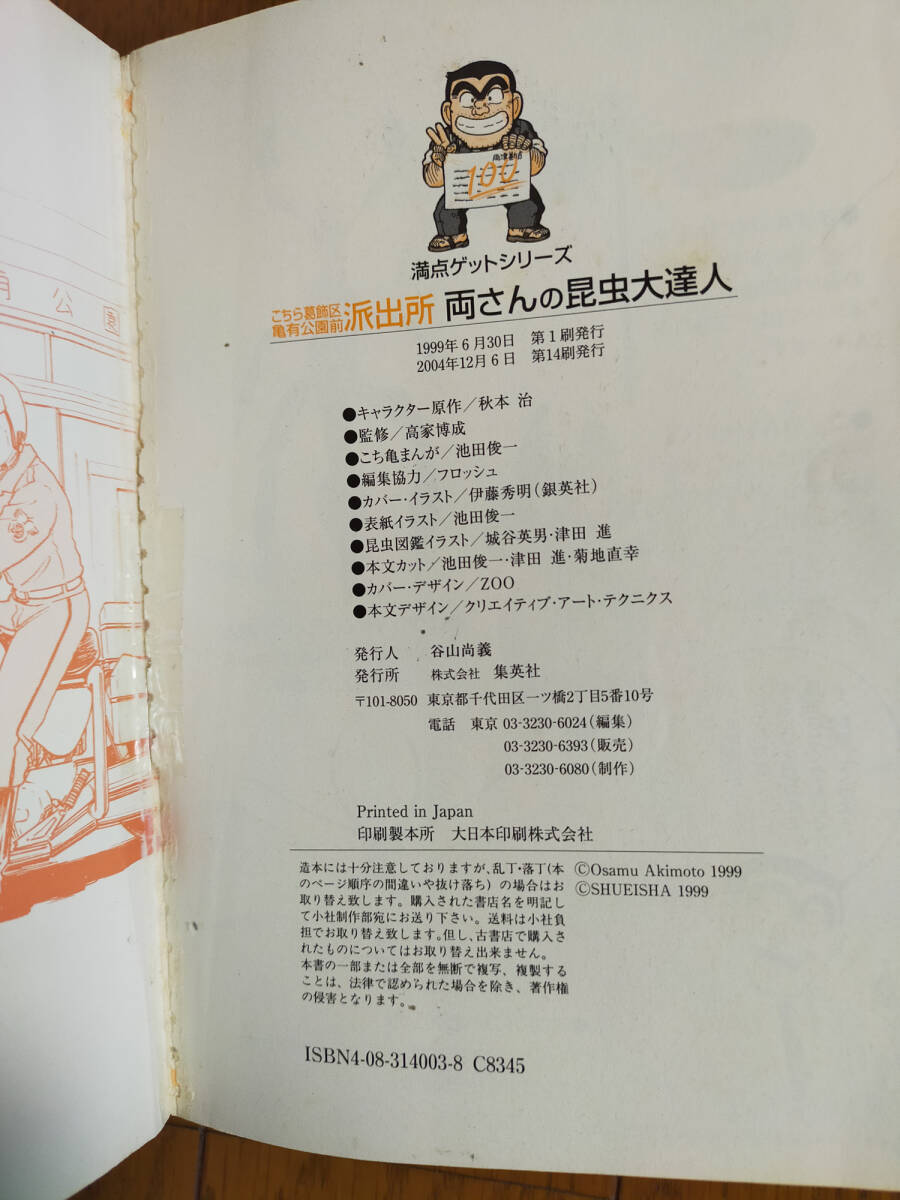 両津勘吉
100
満点ゲットシリーズ
こちら葛飾区
亀有公園前
派出所 両さんの昆虫大達人
1999年6月30日 第1刷発行
2004年12月6日 第14刷発行
●キャラクター原作/秋本 治
●監修/高家博成
●こち亀まんが/池田俊一
●編集協力/フロッシュ
●カバー・イラスト/伊藤秀明(銀英社)
●表紙イラスト/池田俊一
●昆虫図鑑イラスト/城谷英男・津田 進
●本文カット/池田俊一・津田 進・菊地直幸
●カバー・デザイン/ZOO
●本文デザイン/クリエイティブ・アート・テクニクス
発行人 谷山尚義
発行所 株式会社 集英社
〒101-8050 東京都千代田区一ツ橋2丁目5番10号
電話 東京 03-3230-6024(編集)
03-3230-6393(販売)
03-3230-6080(制作)
Printed in Japan
印刷製本所 大日本印刷株式会社
造本には十分注意しておりますが、乱丁・落丁(本
のページ順序の間違いや抜け落ち)の場合はお
取り替え致します。購入された書店名を明記し
て小社制作部宛にお送り下さい。送料は小社負
担でお取り替え致します。但し、古書店で購入さ
れたものについてはお取り替え出来ません。
本書の一部または全部を無断で複写、複製する
ことは、法律で認められた場合を除き、著作権
の侵害となります。
©Osamu Akimoto 1999
©SHUEISHA 1999
ISBN4-08-314003-8 C8345
有公園